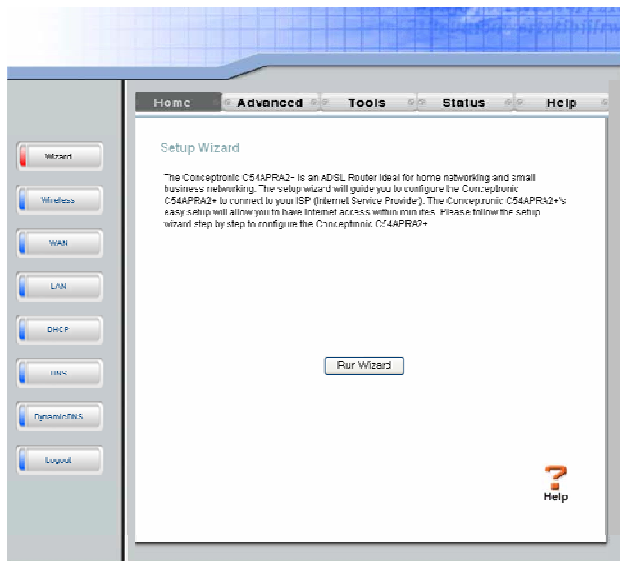 Home Advanced Tools Status Help
Wizard
Wireless
WAN
LAN
DHCP
DNS
DynamicDNS
Logout
Setup Wizard
The Conceptronic C54APRA2+ is an ADSL Router ideal for home networking and small
business networking. The setup wizard will guide you to configure the Conceptronic
C54APRA2+ to connect to your ISP (Internet Service Provider). The Conceptronic C54APRA2+'s
easy setup will allow you to have Internet access within minutes. Please follow the setup
wizard step by step to configure the Conceptronic C54APRA2+.
Run Wizard
Help